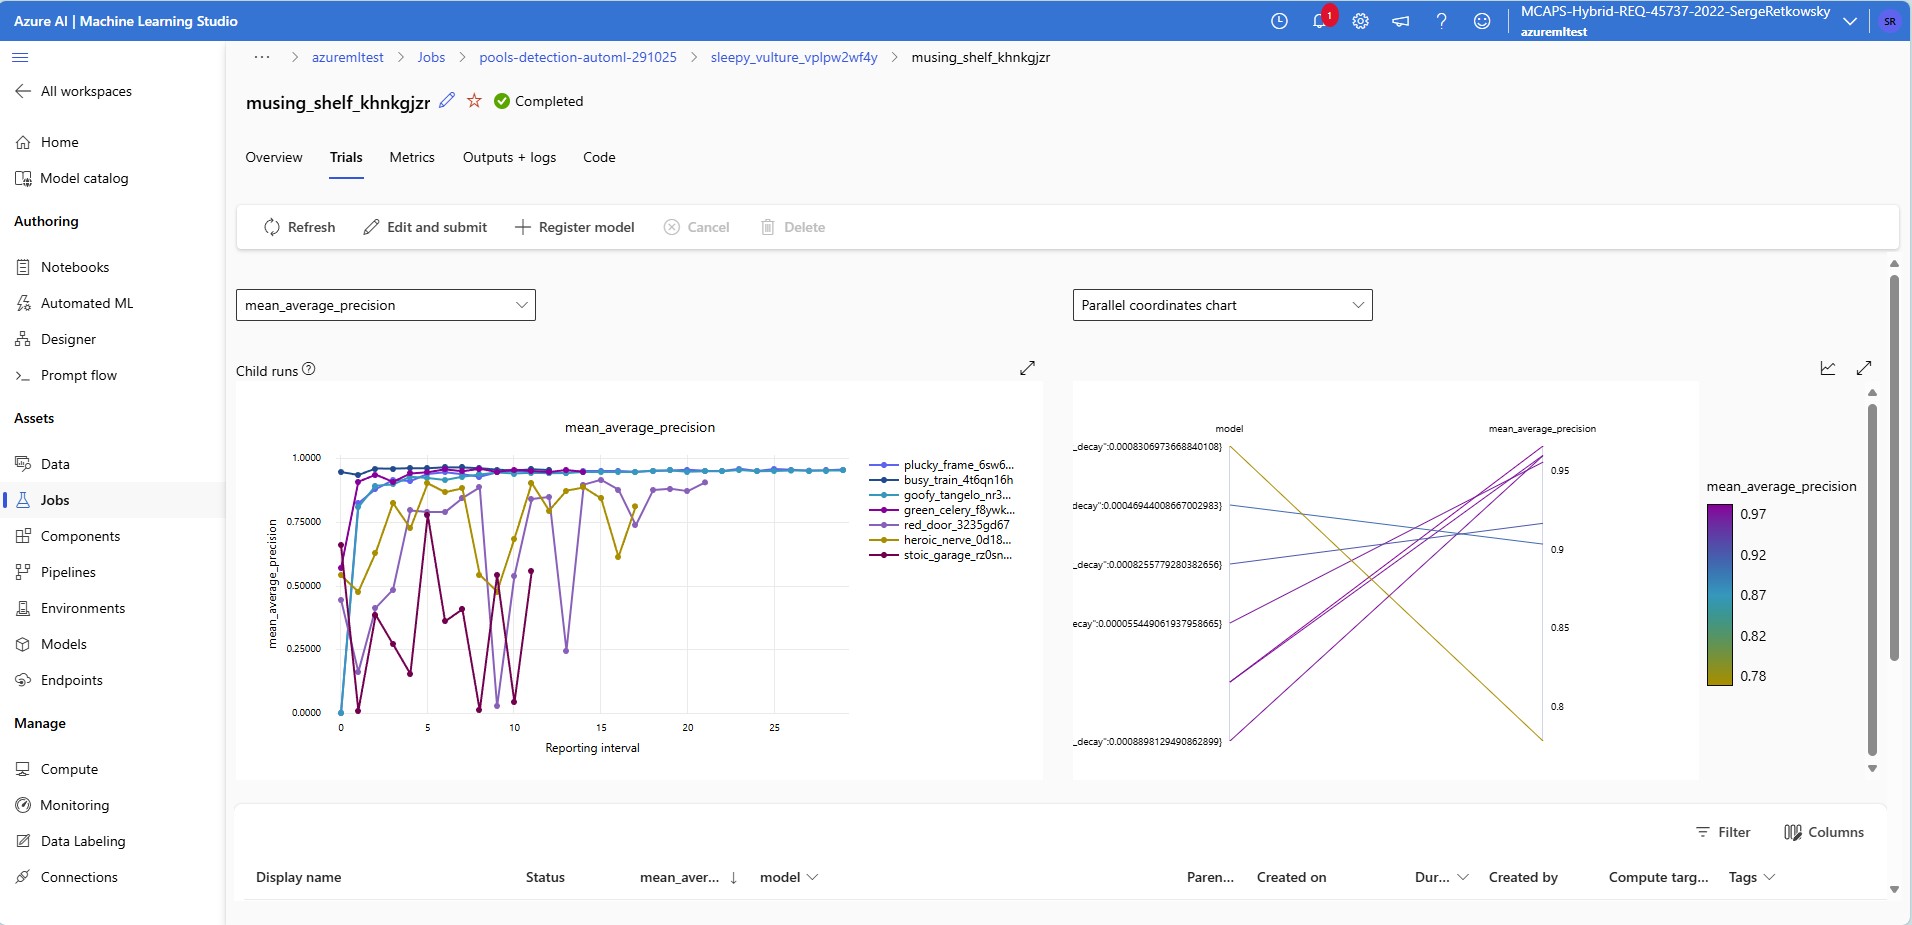 Azure AI | Machine Learning Studio
1
MCAPS-Hybrid-REQ-45737-2022-SergeRetkowsky
azuremltest
SR
All workspaces
Home
Model catalog
Authoring
Notebooks
Automated ML
Designer
Prompt flow
Assets
Data
Jobs
Components
Pipelines
Environments
Models
Endpoints
Manage
Compute
Monitoring
Data Labeling
Connections
... > azuremltest > Jobs > pools-detection-automl-291025 > sleepy_vulture_vplpw2wf4y > musing_shelf_khnkgjzr
musing_shelf_khnkgjzr Completed
Overview Trials Metrics Outputs + logs Code
Refresh Edit and submit Register model Cancel Delete
mean_average_precision
Parallel coordinates chart
Child runs
mean_average_precision
1.0000
0.75000
0.50000
0.25000
0.0000
mean_average_precision
0 5 10 15 20 25
Reporting interval
plucky_frame_6sw6...
busy_train_4t6qn16h
goofy_tangelo_nr3...
green_celery_f8ywk...
red_door_3235gd67
heroic_nerve_0d18...
stoic_garage_rz0sn...
model mean_average_precision
_decay":0.0008306973668840108}
decay":0.00046944008667002983}
_decay":0.0008255779280382656}
ecay":0.000055449061937958665}
_decay":0.0008898129490862899}
0.95
0.9
0.85
0.8
mean_average_precision
0.97
0.92
0.87
0.82
0.78
Filter Columns
Display name Status mean_aver... model Paren... Created on Dur... Created by Compute targ... Tags